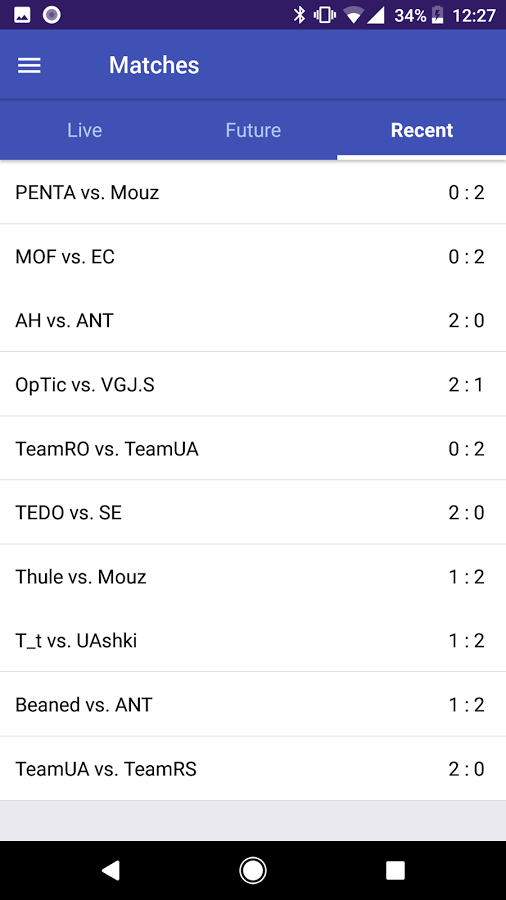 34% 12:27
Matches
Live Future Recent
PENTA vs. Mouz 0 : 2
MOF vs. EC 0 : 2
AH vs. ANT 2 : 0
OpTic vs. VGJ.S 2 : 1
TeamRO vs. TeamUA 0 : 2
TEDO vs. SE 2 : 0
Thule vs. Mouz 1 : 2
T_t vs. UAshki 1 : 2
Beaned vs. ANT 1 : 2
TeamUA vs. TeamRS 2 : 0